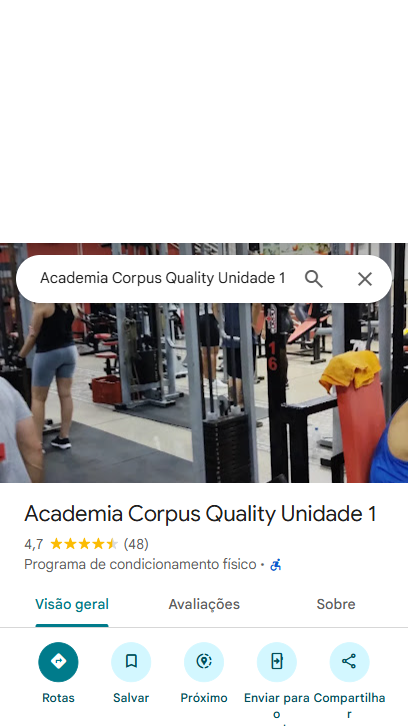 Academia Corpus Quality Unidade 1
16
Academia Corpus Quality Unidade 1
4,7 (48)
Programa de condicionamento físico ·
Visão geral Avaliações Sobre
Rotas Salvar Próximo Enviar para o Compartilhar